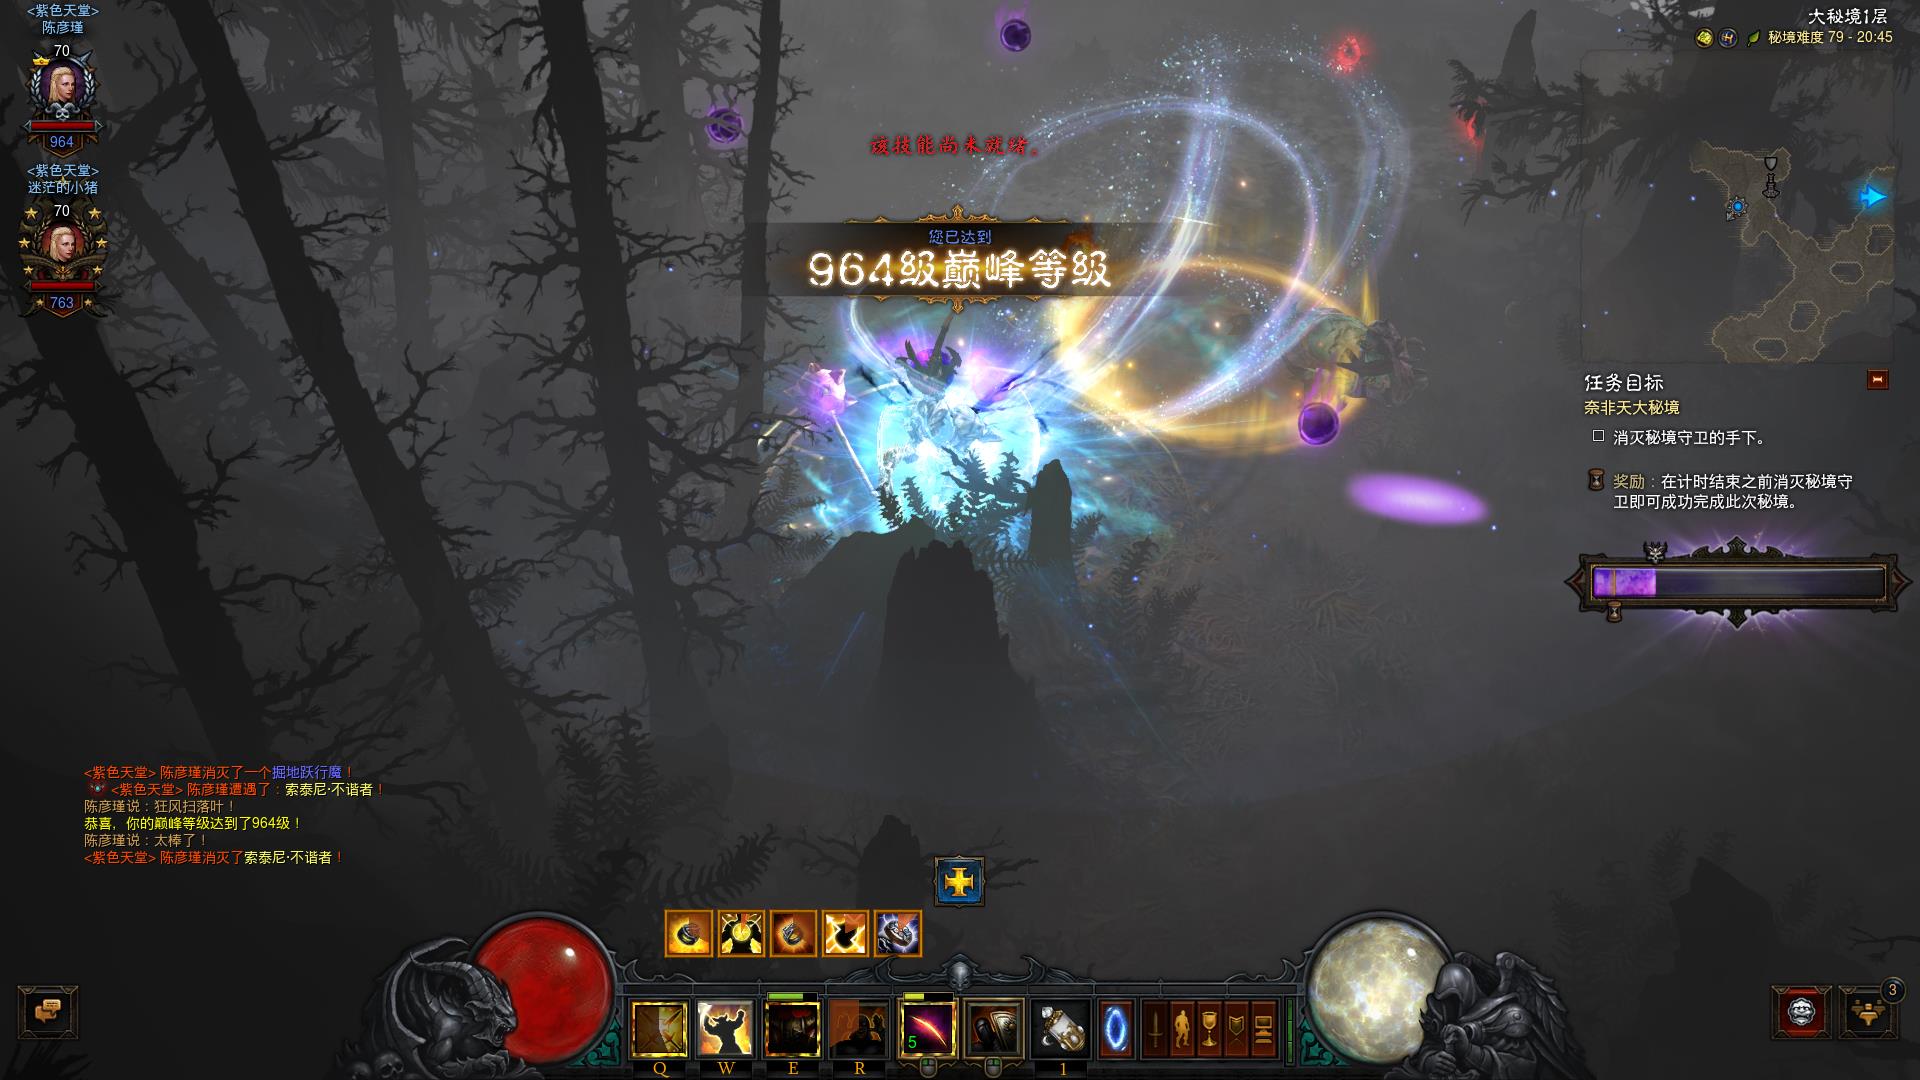 <紫色天堂>
陈彦瑾
70
964
<紫色天堂>
迷茫的小猪
70
763
大秘境1层
秘境难度 79 - 20:45
该技能尚未就绪。
您已达到
964级巅峰等级
任务目标
奈非天大秘境
消灭秘境守卫的手下。
奖励：在计时结束之前消灭秘境守
卫即可成功完成此次秘境。
<紫色天堂> 陈彦瑾消灭了一个掘地跃行魔！
<紫色天堂> 陈彦瑾遭遇了：索泰尼·不谐者！
陈彦瑾说：狂风扫落叶！
恭喜，你的巅峰等级达到了964级！
陈彦瑾说：太棒了！
<紫色天堂> 陈彦瑾消灭了索泰尼·不谐者！
5
Q W E R 1
3